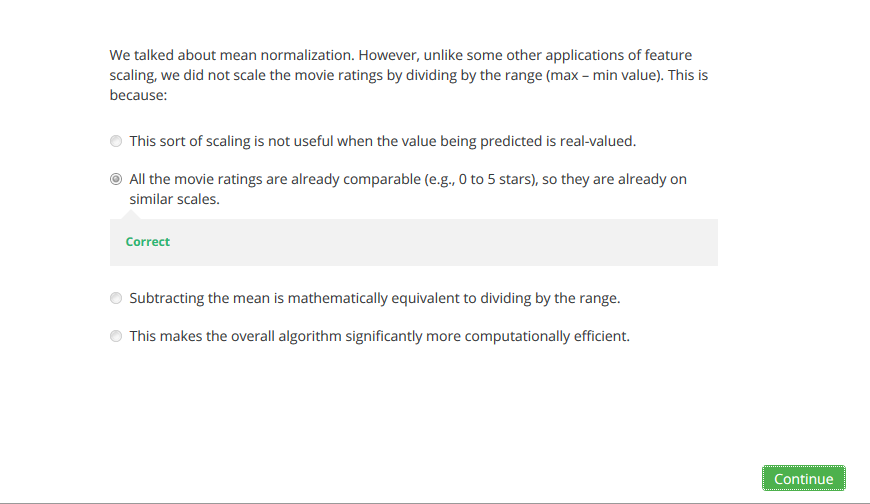 We talked about mean normalization. However, unlike some other applications of feature
scaling, we did not scale the movie ratings by dividing by the range (max – min value). This is
because:
This sort of scaling is not useful when the value being predicted is real-valued.
All the movie ratings are already comparable (e.g., 0 to 5 stars), so they are already on
similar scales.
Correct
Subtracting the mean is mathematically equivalent to dividing by the range.
This makes the overall algorithm significantly more computationally efficient.
Continue